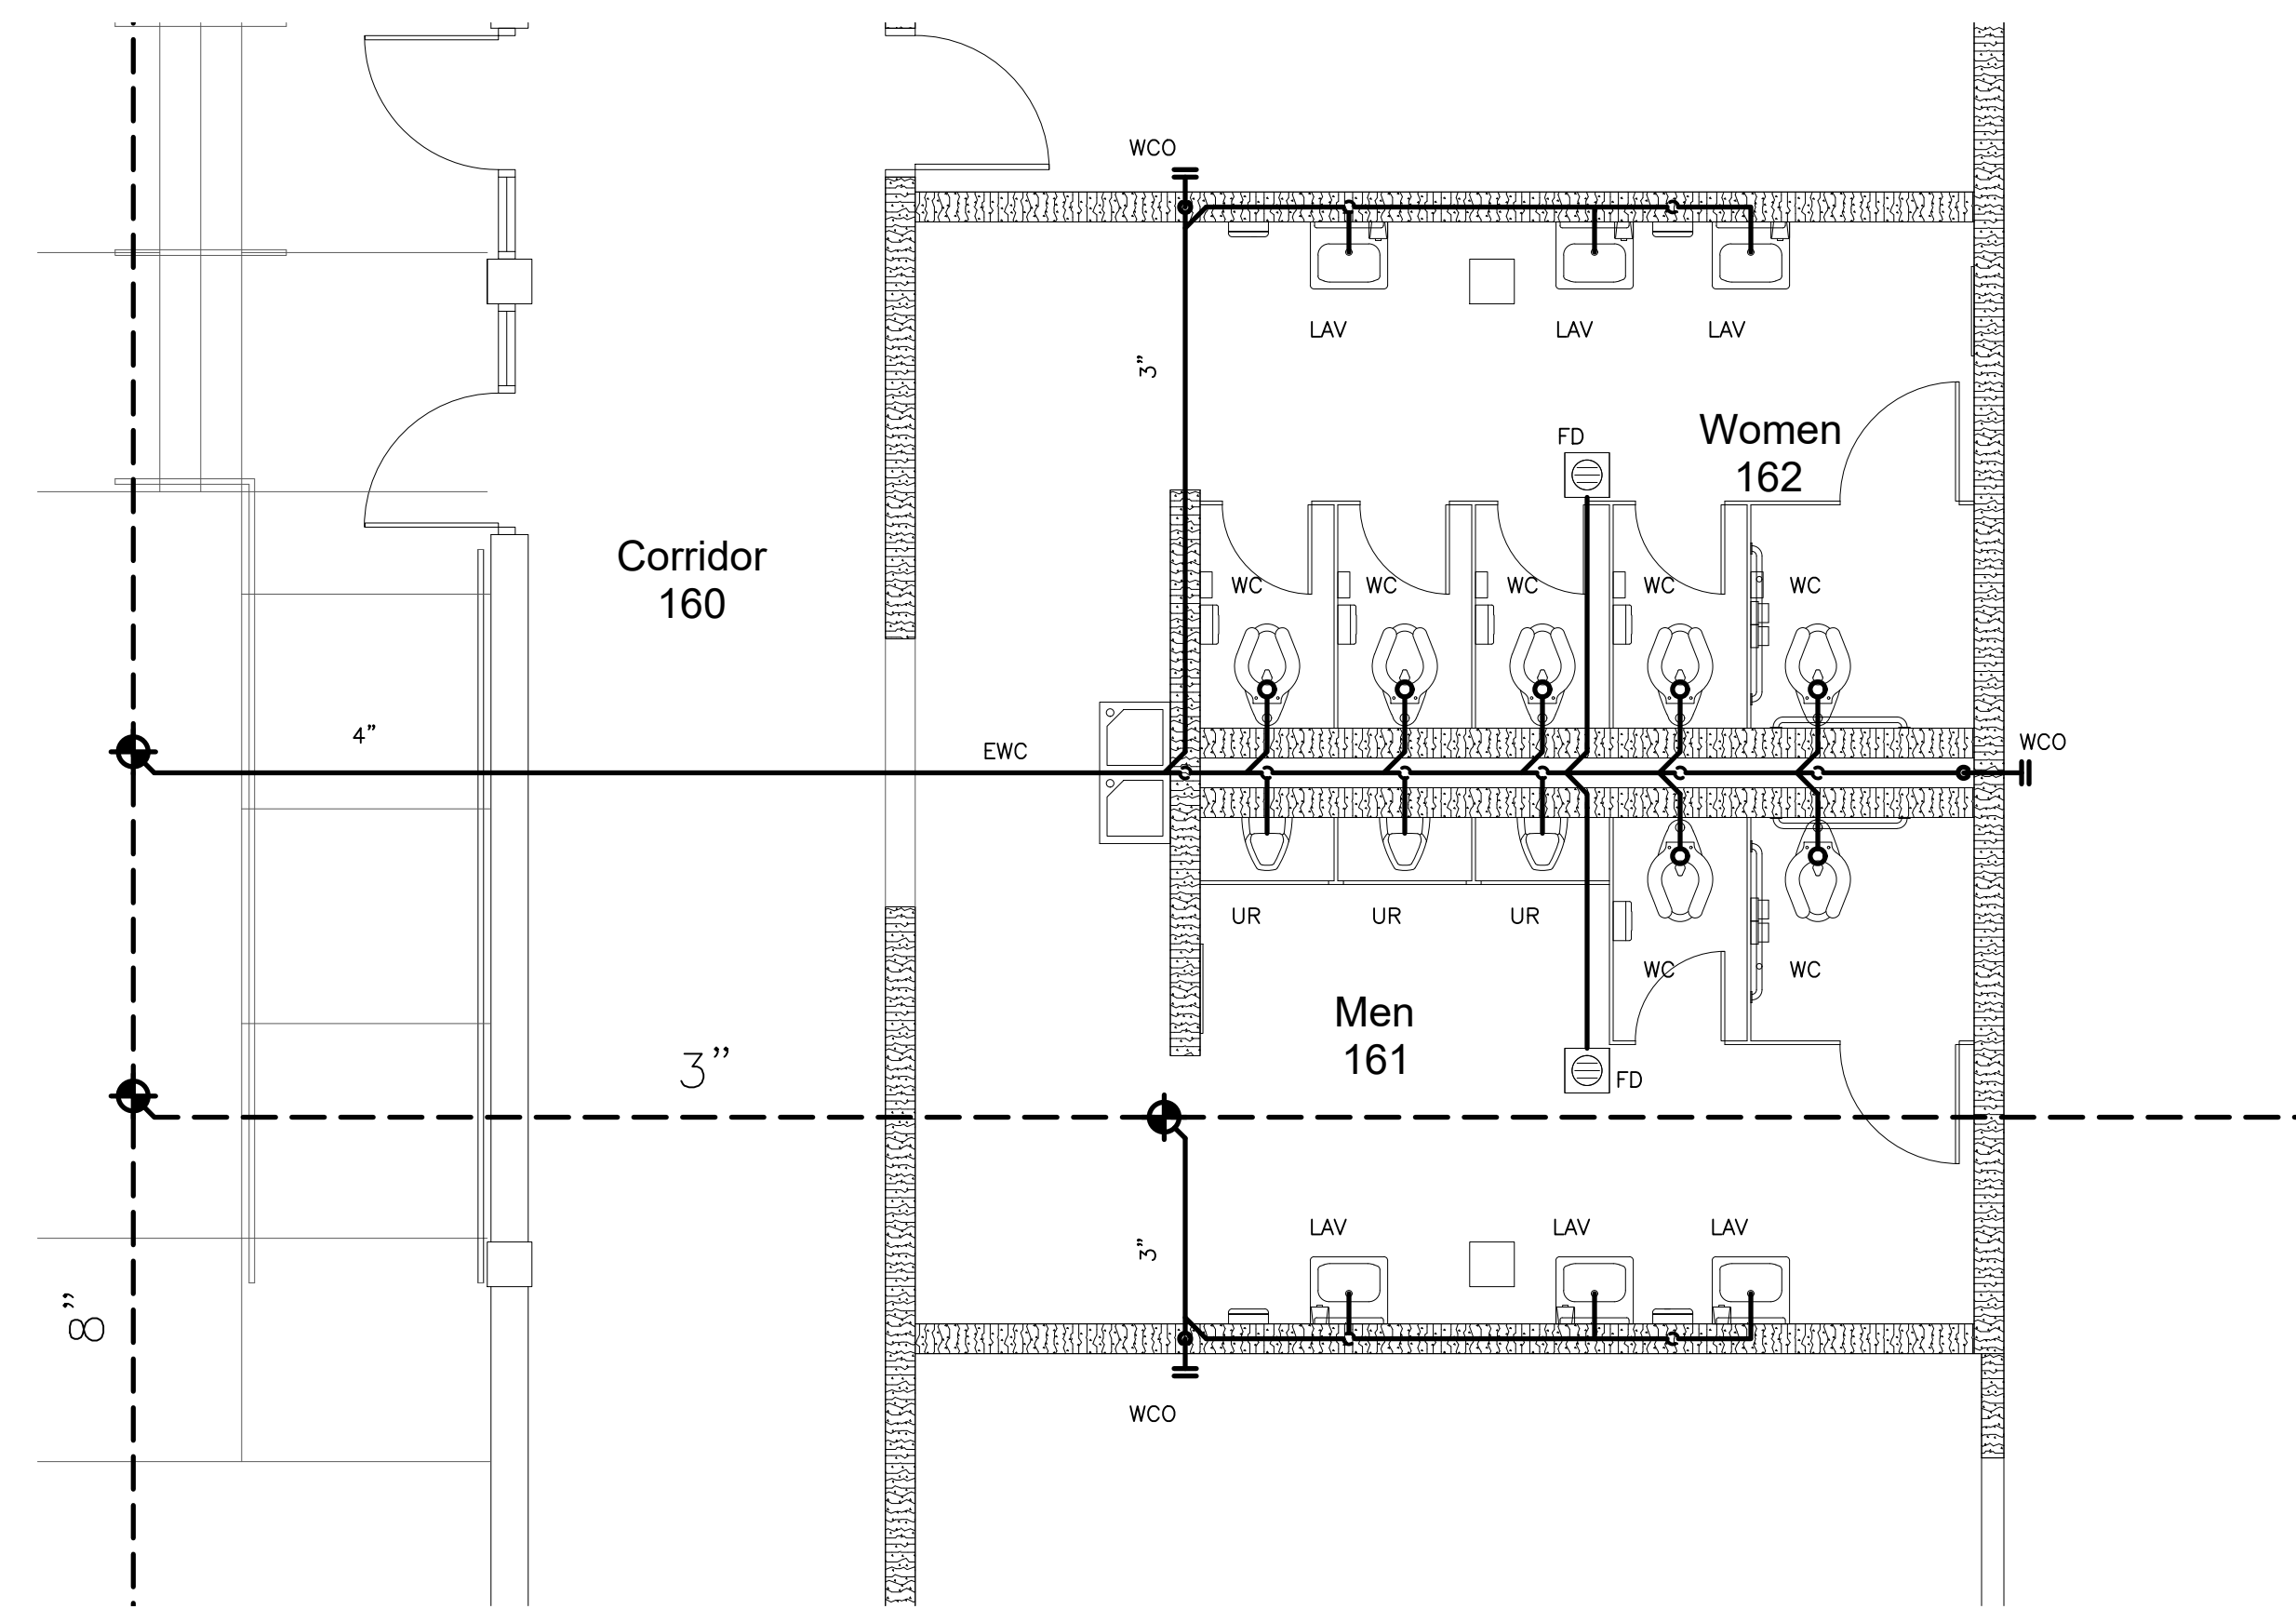 WCO
LAV LAV LAV
3"
Women
162
FD
Corridor
160
WC WC WC WC WC
4"
EWC
WCO
UR UR UR
WC WC
Men
161
3"
FD
LAV LAV LAV
3"
8"
WCO